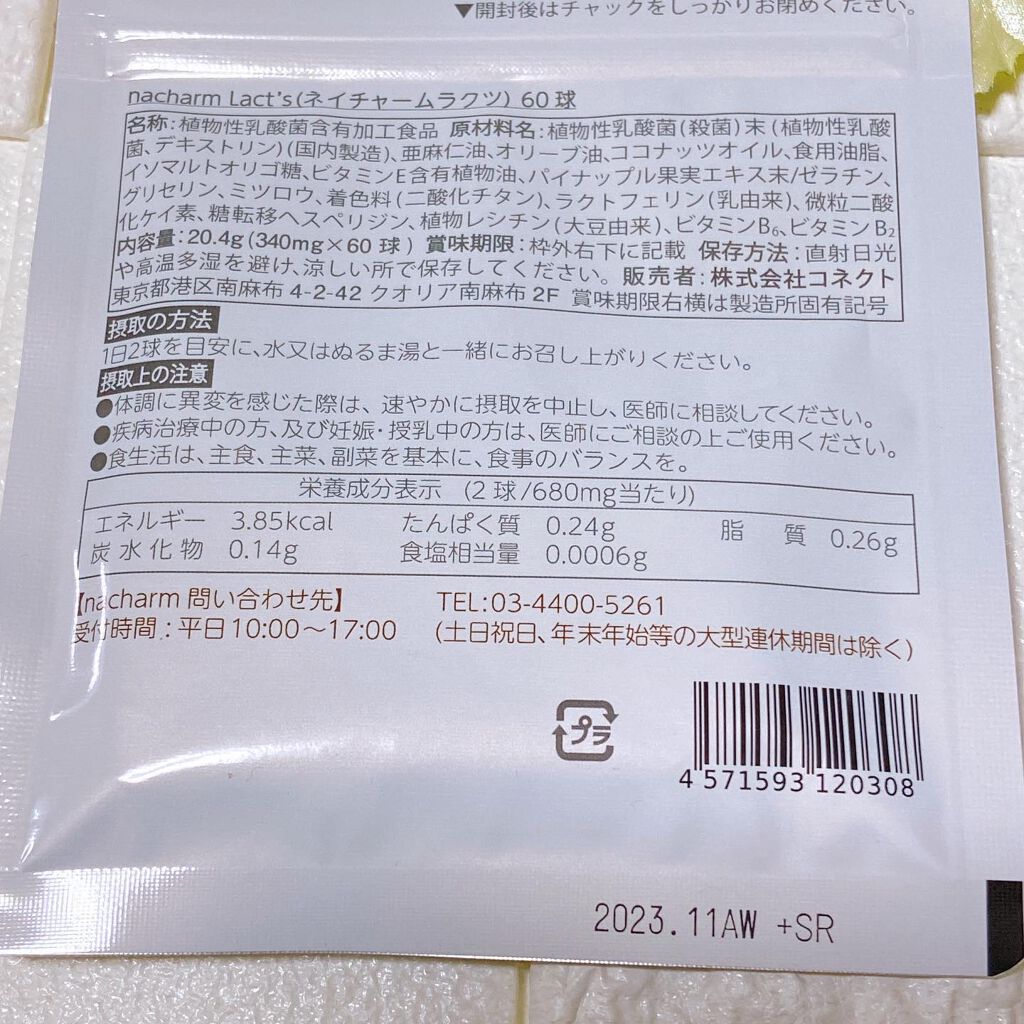 ▼開封後はチャックをしっかりお閉めください。
nacharm Lact's(ネイチャームラクツ) 60球
名称:植物性乳酸菌含有加工食品 原材料名:植物性乳酸菌(殺菌)末(植物性乳酸
菌、デキストリン)(国内製造)、亜麻仁油、オリーブ油、ココナッツオイル、食用油脂、
イソマルトオリゴ糖、ビタミンE含有植物油、パイナップル果実エキス末/ゼラチン、
グリセリン、ミツロウ、着色料(二酸化チタン)、ラクトフェリン(乳由来)、微粒二酸
化ケイ素、糖転移ヘスペリジン、植物レシチン(大豆由来)、ビタミンB₆、ビタミンB₂
内容量:20.4g(340mg×60球) 賞味期限:枠外右下に記載 保存方法:直射日光
や高温多湿を避け、涼しい所で保存してください。 販売者:株式会社コネクト
東京都港区南麻布 4-2-42 クオリア南麻布 2F 賞味期限右横は製造所固有記号
摂取の方法
1日2球を目安に、水又はぬるま湯と一緒にお召し上がりください。
摂取上の注意
●体調に異変を感じた際は、速やかに摂取を中止し、医師に相談してください。
●疾病治療中の方、及び妊娠・授乳中の方は、医師にご相談の上ご使用ください。
●食生活は、主食、主菜、副菜を基本に、食事のバランスを。
栄養成分表示 (2球/680mg当たり)
エネルギー 3.85kcal たんぱく質 0.24g 脂質 0.26g
炭水化物 0.14g 食塩相当量 0.0006g
【nacharm 問い合わせ先】 TEL:03-4400-5261
受付時間:平日10:00〜17:00 (土日祝日、年末年始等の大型連休期間は除く)
プラ
4 571593 120308
2023.11AW +SR